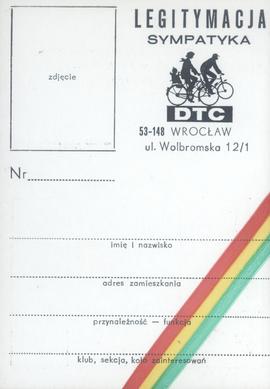 LEGITYMACJA
SYMPATYKA
zdjęcie
DTC
53-148 WROCŁAW
ul. Wolbromska 12/1
Nr
imię i nazwisko
adres zamieszkania
przynależność — funkcja
klub, sekcja, koło zainteresowań